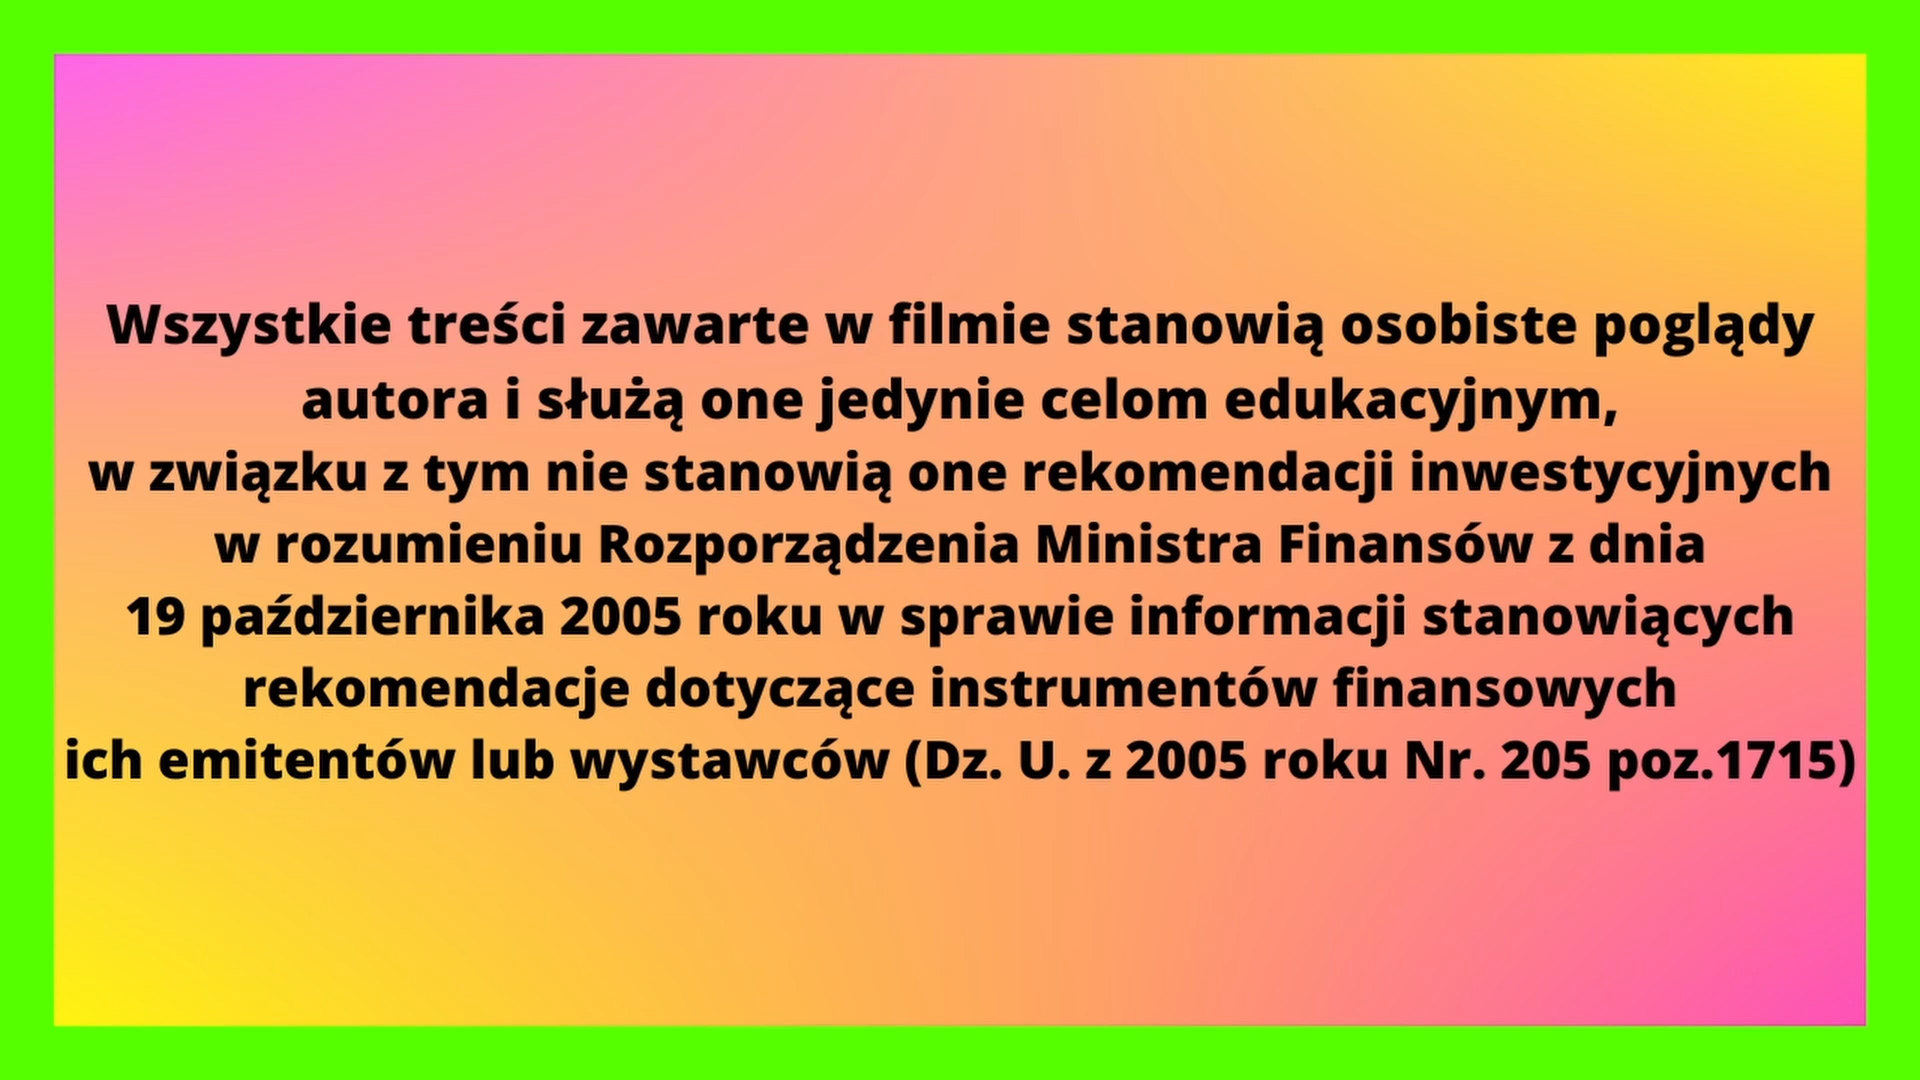 Wszystkie treści zawarte w filmie stanowią osobiste poglądy
autora i służą one jedynie celom edukacyjnym,
w związku z tym nie stanowią one rekomendacji inwestycyjnych
w rozumieniu Rozporządzenia Ministra Finansów z dnia
19 października 2005 roku w sprawie informacji stanowiących
rekomendacje dotyczące instrumentów finansowych
ich emitentów lub wystawców (Dz. U. z 2005 roku Nr. 205 poz.1715)